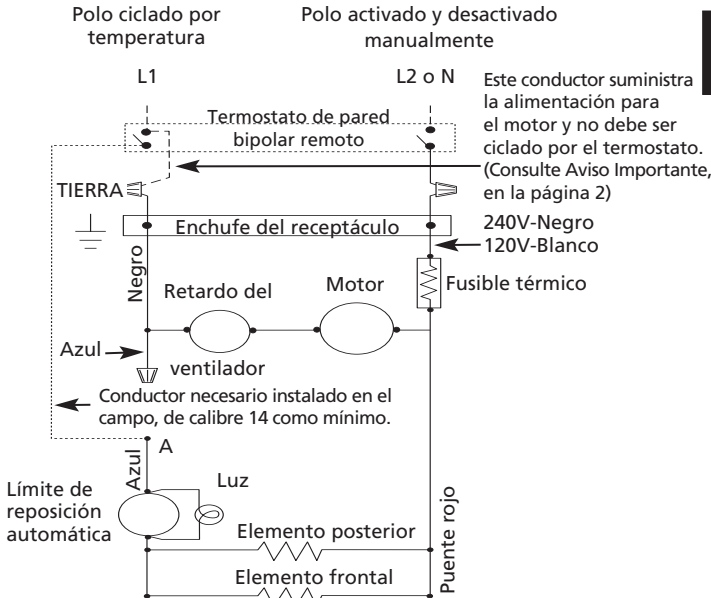 Polo ciclado por
temperatura
Polo activado y desactivado
manualmente
L1
L2 o N
Este conductor suministra
la alimentación para
el motor y no debe ser
ciclado por el termostato.
(Consulte Aviso Importante,
en la página 2)
Termostato de pared
bipolar remoto
TIERRA
Enchufe del receptáculo
240V-Negro
120V-Blanco
Negro
Retardo del
ventilador
Motor
Fusible térmico
Azul
Conductor necesario instalado en el
campo, de calibre 14 como mínimo.
A
Azul
Luz
Límite de
reposición
automática
Elemento posterior
Elemento frontal
Puente rojo